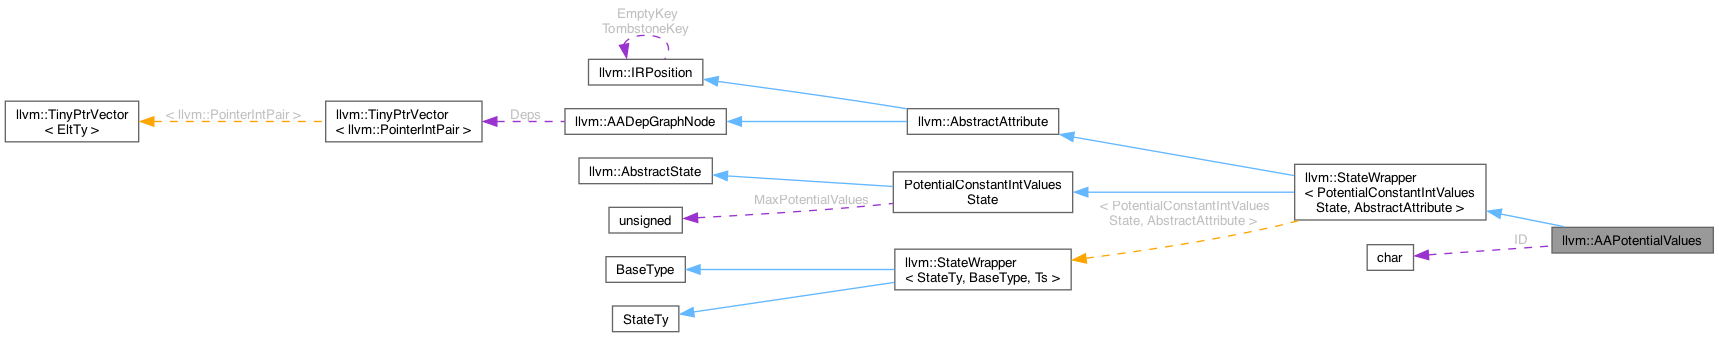 EmptyKey
TombstoneKey
llvm::IRPosition
llvm::TinyPtrVector
< EltTy >
< llvm::PointerIntPair >
llvm::TinyPtrVector
< llvm::PointerIntPair >
Deps
llvm::AADepGraphNode
llvm::AbstractAttribute
llvm::AbstractState
PotentialConstantIntValues
State
MaxPotentialValues
unsigned
< PotentialConstantIntValues
State, AbstractAttribute >
llvm::StateWrapper
< PotentialConstantIntValues
State, AbstractAttribute >
llvm::AAPotentialValues
ID
char
BaseType
llvm::StateWrapper
< StateTy, BaseType, Ts >
StateTy